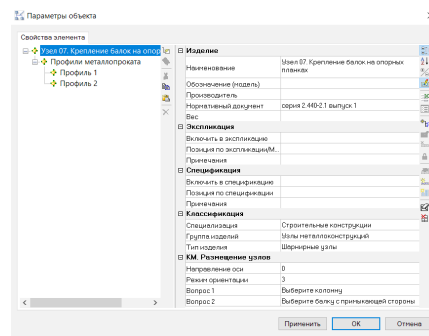 Параметры объекта
Свойства элемента
Узел 07. Крепление балок на опор
Профили металлопроката
Профиль 1
Профиль 2
Изделие
Наименование Узел 07. Крепление балок на опорных планках
Обозначение (модель)
Производитель
Нормативный документ серия 2.440-2.1 выпуск 1
Вес
Экспликация
Включить в экспликацию
Позиция по экспликации/М...
Примечания
Спецификация
Включить в спецификацию
Позиция по спецификации
Примечания
Классификация
Специализация Строительные конструкции
Группа изделий Узлы металлоконструкций
Тип изделия Шарнирные узлы
КМ. Размещение узлов
Направление оси 0
Режим ориентации 3
Вопрос 1 Выберите колонну
Вопрос 2 Выберите балку с примыкающей стороны
Применить ОК Отмена